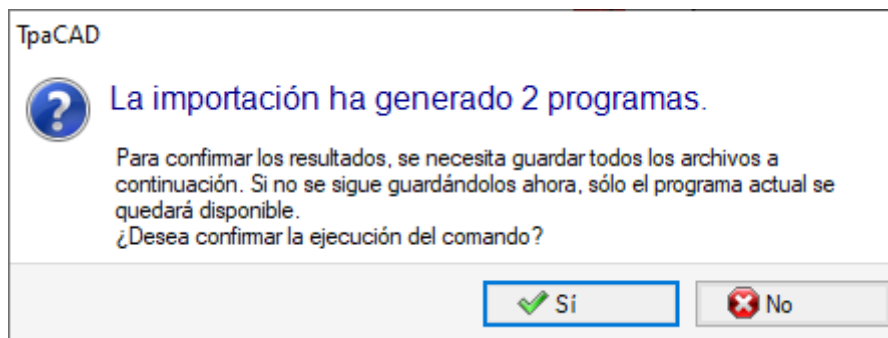 TpaCAD
La importación ha generado 2 programas.
Para confirmar los resultados, se necesita guardar todos los archivos a
continuación. Si no se sigue guardándolos ahora, sólo el programa actual se
quedará disponible.
¿Desea confirmar la ejecución del comando?
Sí
No